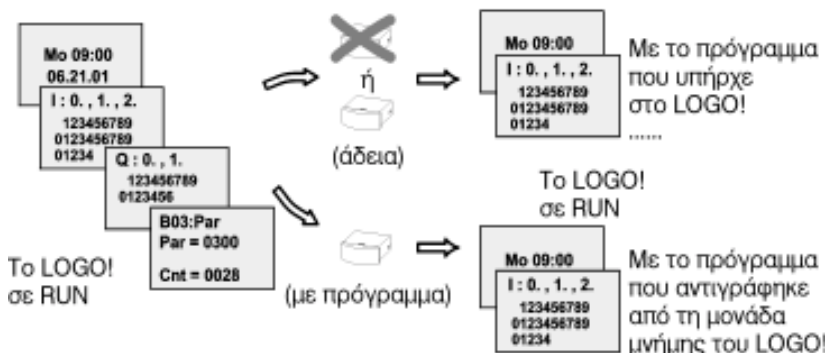 Mo 09:00
06.21.01
I : 0. , 1. , 2.
123456789
0123456789
01234
Q : 0. , 1.
123456789
0123456
B03:Par
Par = 0300
Cnt = 0028
Το LOGO!
σε RUN
ή
(άδεια)
(με πρόγραμμα)
Mo 09:00
I : 0. , 1. , 2.
123456789
0123456789
01234
Με το πρόγραμμα
που υπήρχε
στο LOGO!
......
Το LOGO!
σε RUN
Mo 09:00
I : 0. , 1. , 2.
123456789
0123456789
01234
Με το πρόγραμμα
που αντιγράφηκε
από τη μονάδα
μνήμης του LOGO!